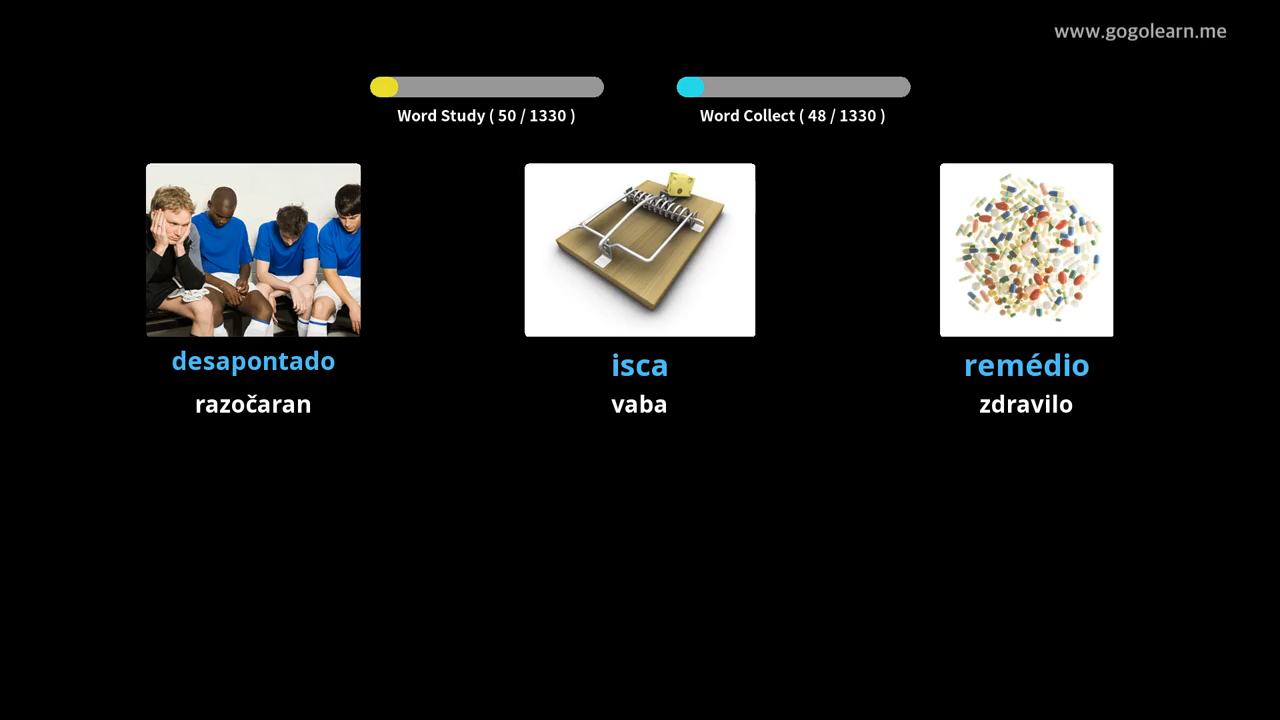 www.gogolearn.me
Word Study ( 50 / 1330 )
Word Collect ( 48 / 1330 )
desapontado
razočaran
isca
vaba
remédio
zdravilo